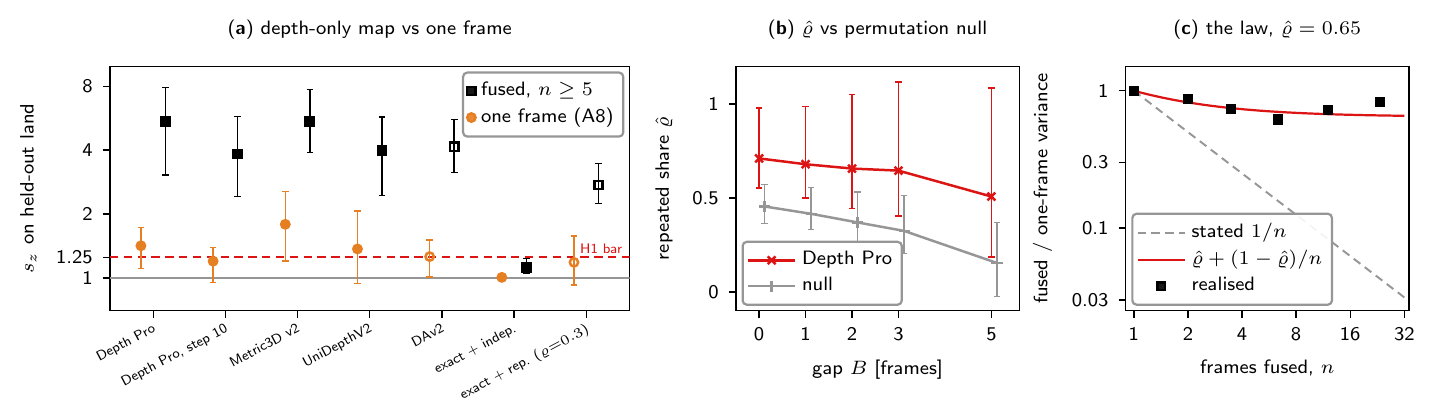 (a) depth-only map vs one frame
s_z on held-out land
8
4
2
1.25
1
fused, n ≥ 5
one frame (A8)
H1 bar
Depth Pro
Depth Pro, step 10
Metric3D v2
UniDepthV2
DAv2
exact + indep.
exact + rep. (ϱ=0.3)
(b) ϱ̂ vs permutation null
repeated share ϱ̂
1
0.5
0
Depth Pro
null
0
1
2
3
5
gap B [frames]
(c) the law, ϱ̂ = 0.65
fused / one-frame variance
1
0.3
0.1
0.03
stated 1/n
ϱ̂ + (1 − ϱ̂)/n
realised
1
2
4
8
16
32
frames fused, n